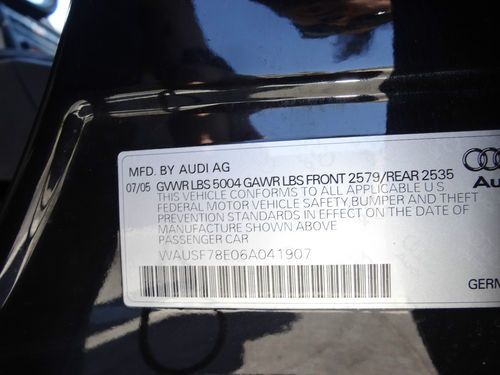 MFD. BY AUDI AG
07/05 GVWR LBS 5004 GAWR LBS FRONT 2579/REAR 2535
THIS VEHICLE CONFORMS TO ALL APPLICABLE U S
FEDERAL MOTOR VEHICLE SAFETY, BUMPER AND THEFT
PREVENTION STANDARDS IN EFFECT ON THE DATE OF
MANUFACTURE SHOWN ABOVE
PASSENGER CAR
WAUSF78E06A041907